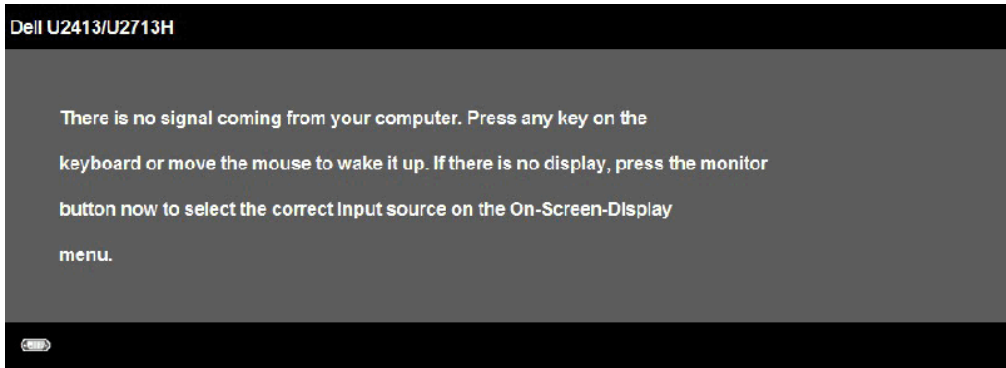 Dell U2413/U2713H
There is no signal coming from your computer. Press any key on the
keyboard or move the mouse to wake it up. If there is no display, press the monitor
button now to select the correct input source on the On-Screen-Display
menu.